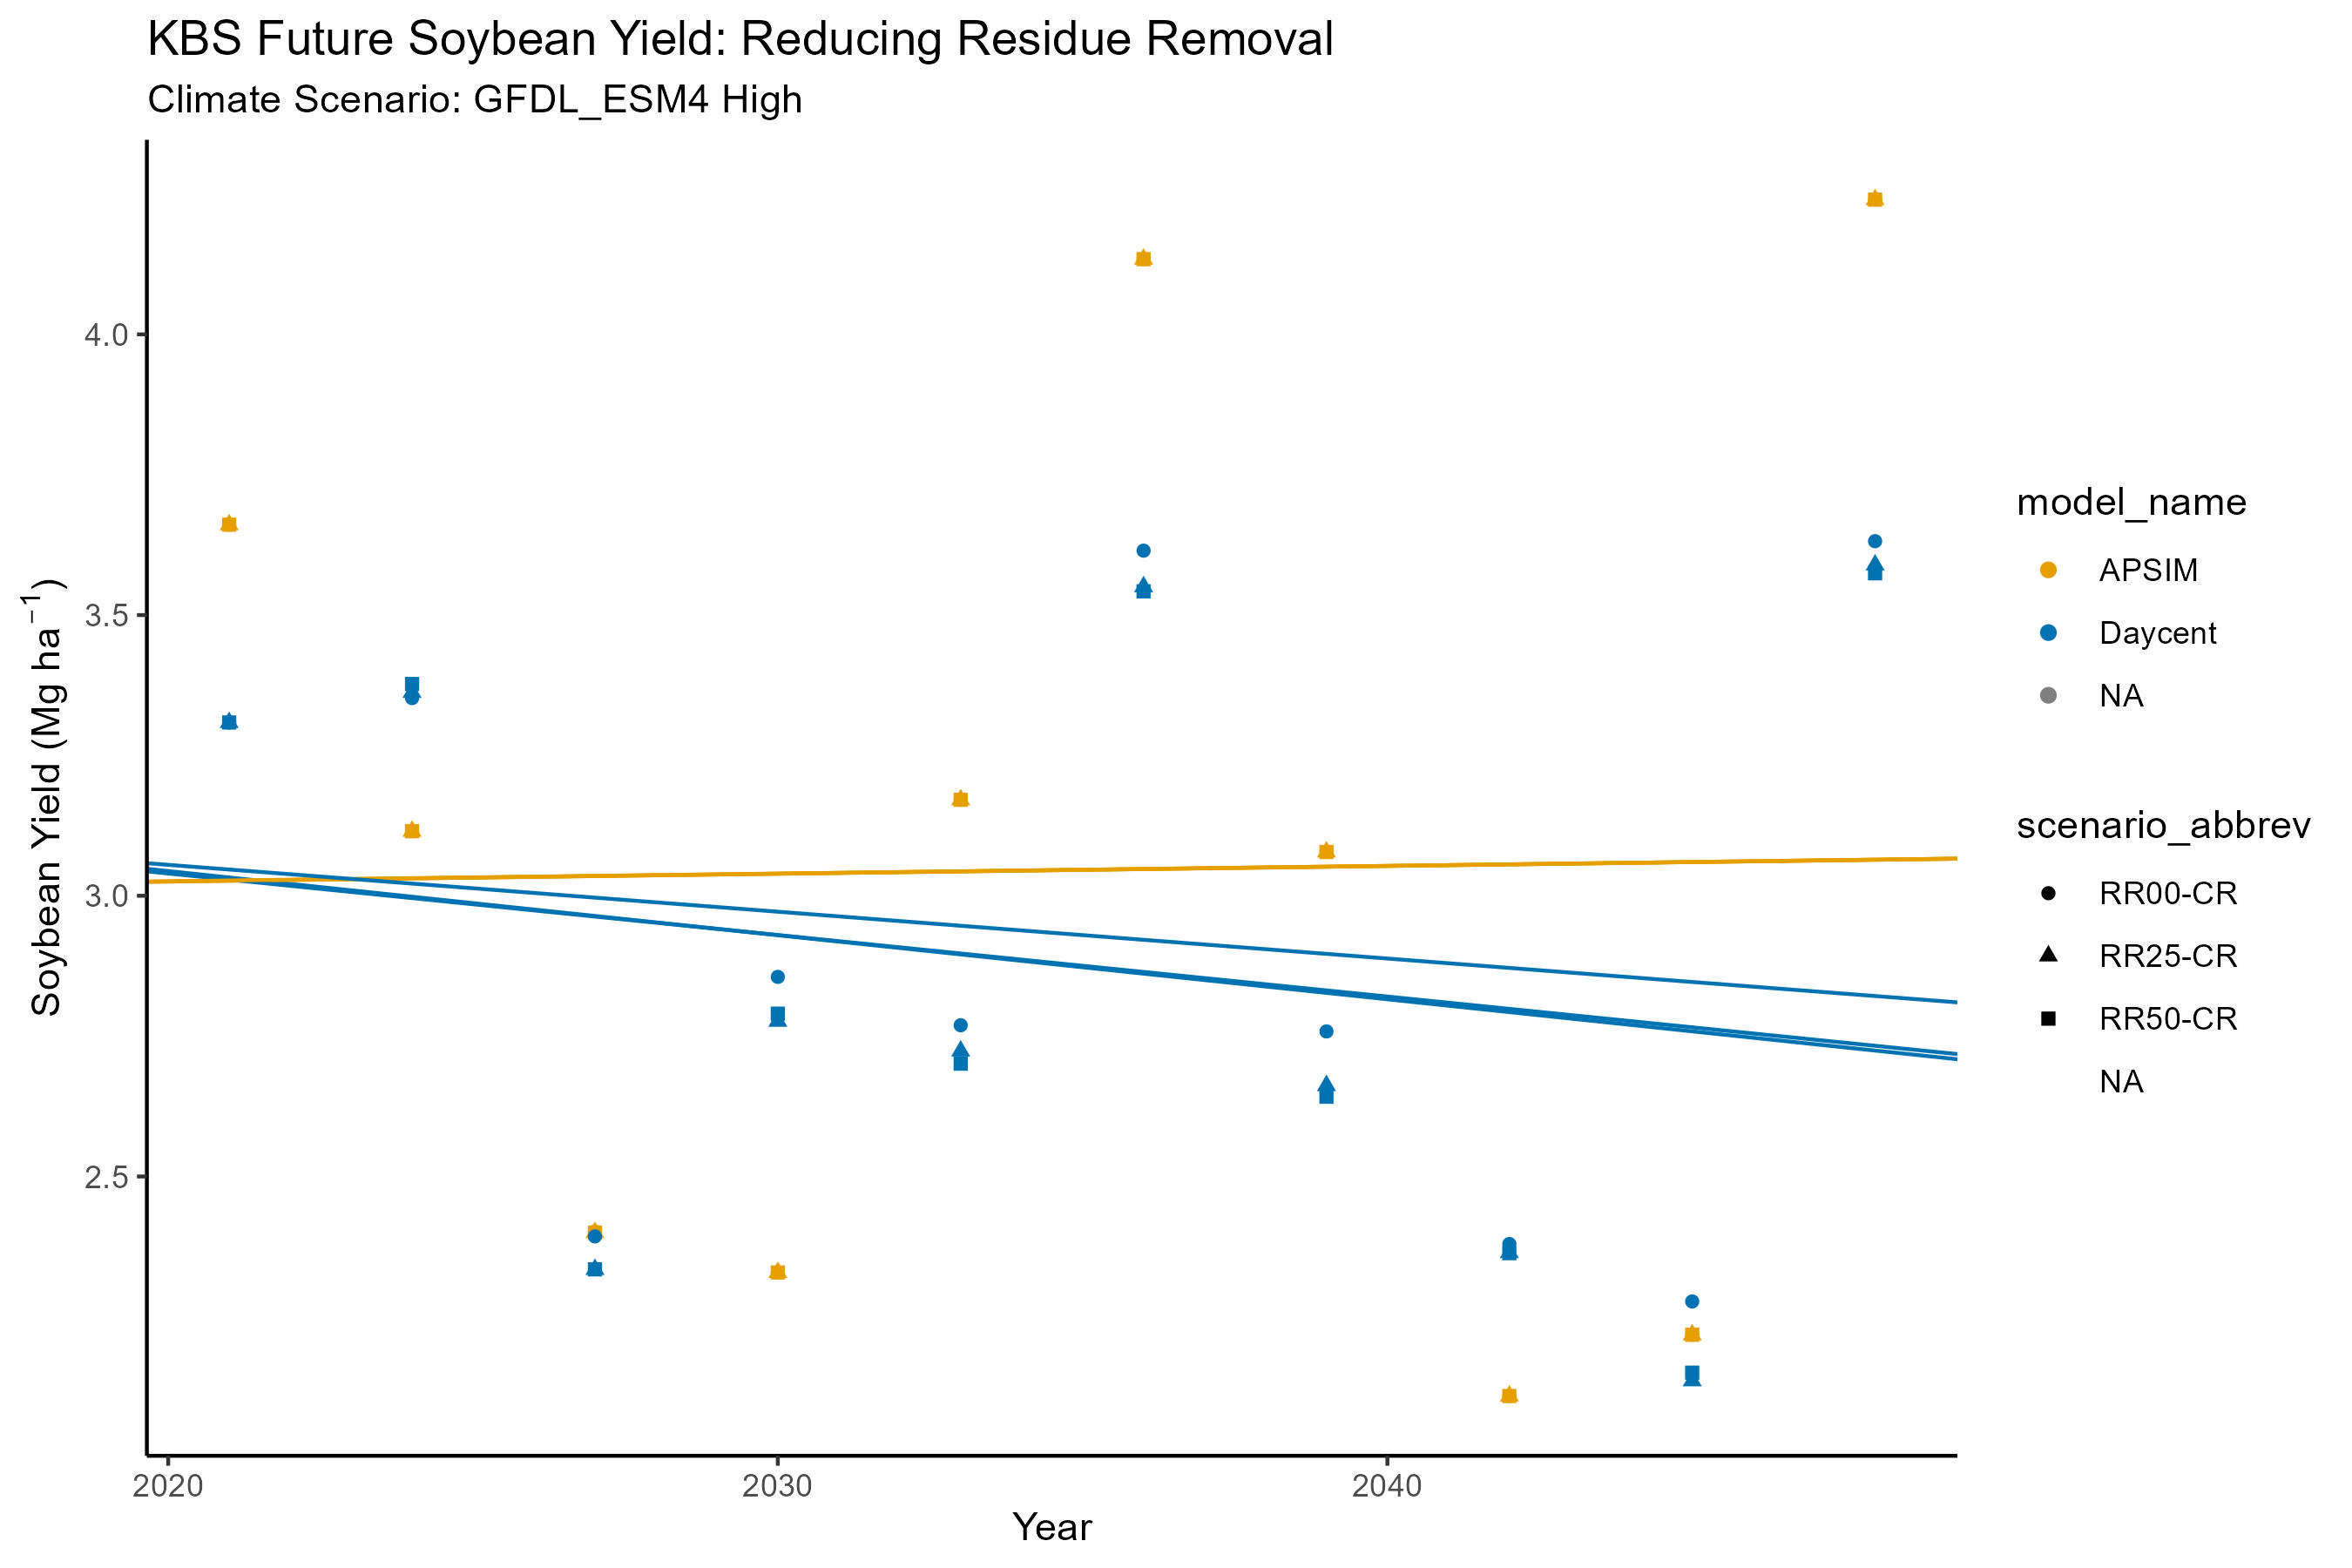 KBS Future Soybean Yield: Reducing Residue Removal
Climate Scenario: GFDL_ESM4 High
Soybean Yield (Mg ha⁻¹)
4.0
3.5
3.0
2.5
2020
2030
2040
Year
model_name
APSIM
Daycent
NA
scenario_abbrev
RR00-CR
RR25-CR
RR50-CR
NA